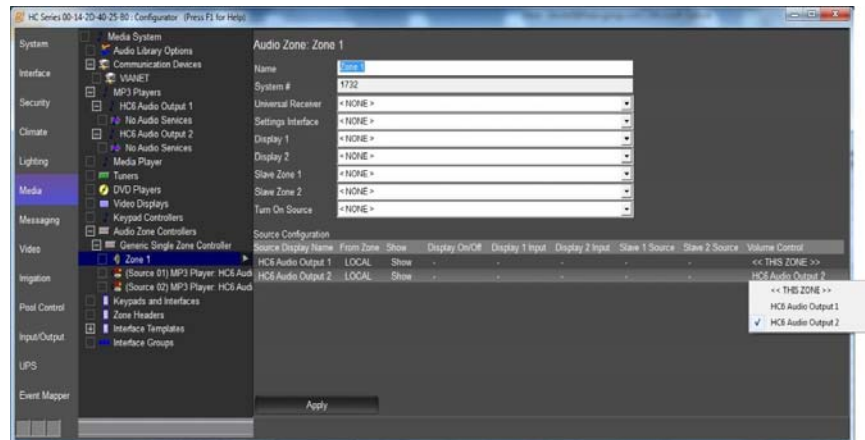 HC Series 00-14-2D-40-25-B0 : Configurator (Press F1 for Help)
System
Interface
Security
Climate
Lighting
Media
Messaging
Video
Irrigation
Pool Control
Input/Output
UPS
Event Mapper
Media System
Audio Library Options
Communication Devices
VIANET
MP3 Players
HC6 Audio Output 1
No Audio Services
HC6 Audio Output 2
No Audio Services
Media Player
Tuners
DVD Players
Video Displays
Keypad Controllers
Audio Zone Controllers
Generic Single Zone Controller
Zone 1
(Source 01) MP3 Player: HC6 Audi
(Source 02) MP3 Player: HC6 Audi
Keypads and Interfaces
Zone Headers
Interface Templates
Interface Groups
Audio Zone: Zone 1
Name Zone 1
System # 1732
Universal Receiver < NONE >
Settings Interface < NONE >
Display 1 < NONE >
Display 2 < NONE >
Slave Zone 1 < NONE >
Slave Zone 2 < NONE >
Turn On Source < NONE >
Source Configuration
Source Display Name From Zone Show Display On/Off Display 1 Input Display 2 Input Slave 1 Source Slave 2 Source Volume Control
HC6 Audio Output 1 LOCAL Show - - - - - << THIS ZONE >>
HC6 Audio Output 2 LOCAL Show - - - - - HC6 Audio Output 2
<< THIS ZONE >>
HC6 Audio Output 1
HC6 Audio Output 2
Apply